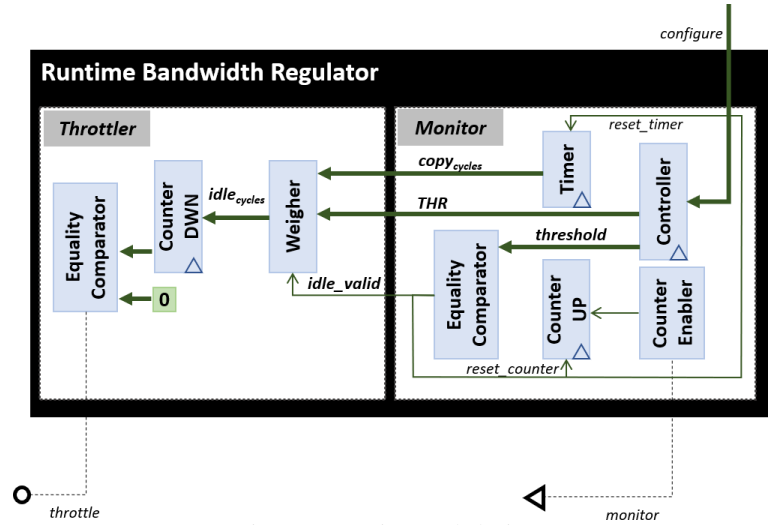 configure
Runtime Bandwidth Regulator
Throttler
Monitor
reset_timer
Timer
copycycles
Controller
Equality
Comparator
Counter
DWN
idlecycles
Weigher
THR
threshold
0
idle_valid
Equality
Comparator
Counter
UP
Counter
Enabler
reset_counter
throttle
monitor